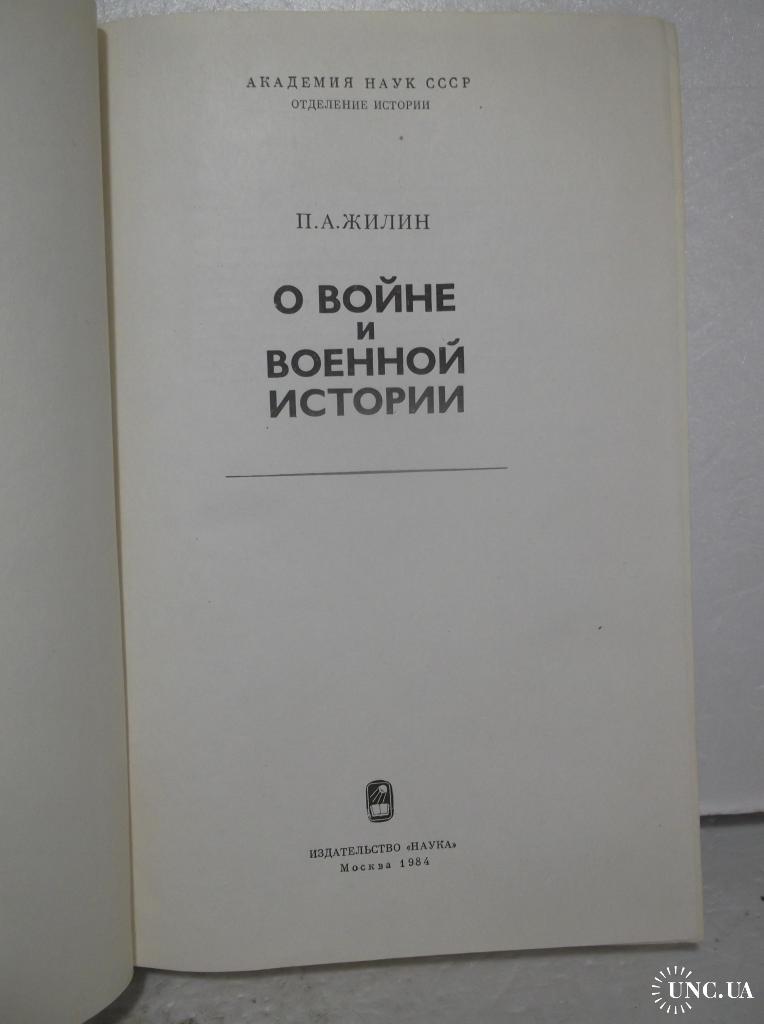 АКАДЕМИЯ НАУК СССР
ОТДЕЛЕНИЕ ИСТОРИИ
П.А.ЖИЛИН
О ВОЙНЕ
И
ВОЕННОЙ
ИСТОРИИ
ИЗДАТЕЛЬСТВО «НАУКА»
Москва 1984
UNC.UA